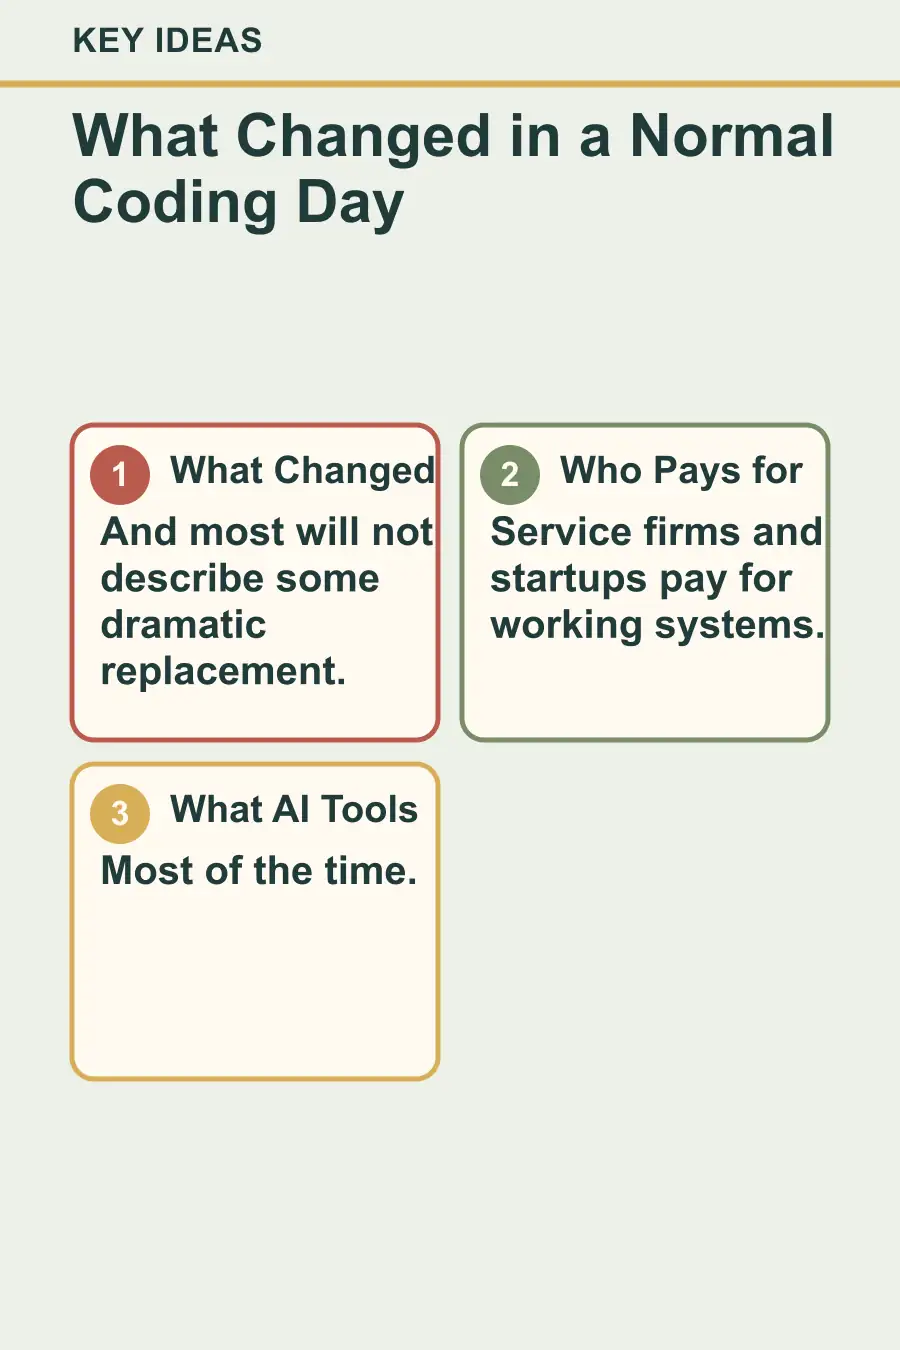 KEY IDEAS
What Changed in a Normal
Coding Day
1 What Changed
And most will not
describe some
dramatic
replacement.
2 Who Pays for
Service firms and
startups pay for
working systems.
3 What AI Tools
Most of the time.